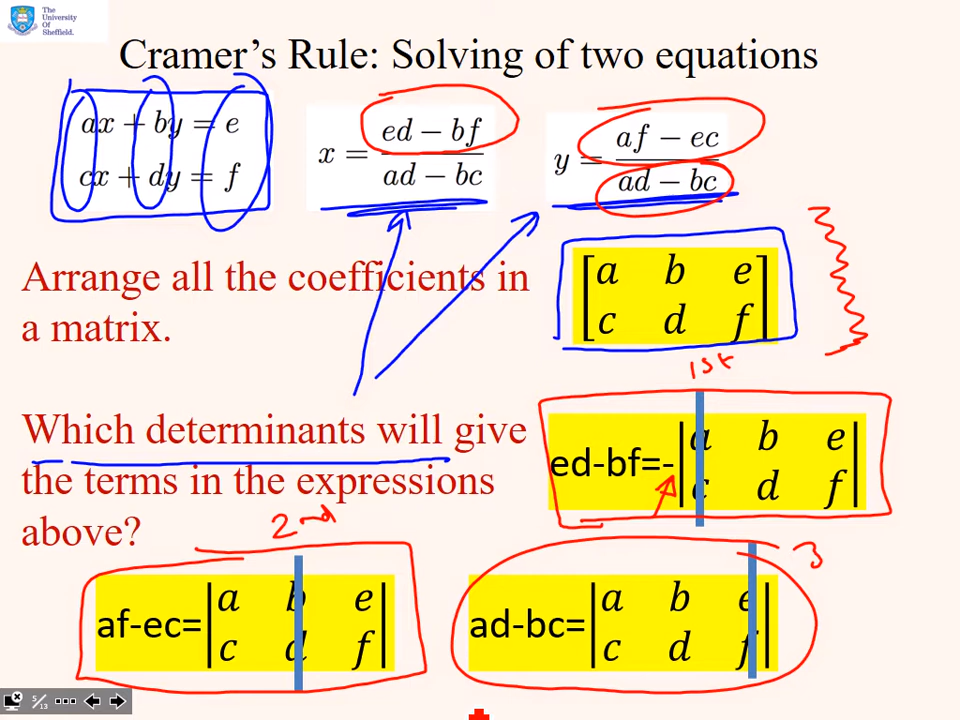 The
University
Of
Sheffield.
Cramer's Rule: Solving of two equations
ax + by = e
cx + dy = f
x = (ed − bf)/(ad − bc)
y = (af − ec)/(ad − bc)
Arrange all the coefficients in
a matrix.
[a b e
c d f]
1st
Which determinants will give
the terms in the expressions
above?
ed-bf=-|a b e
c d f|
2nd
af-ec=|a b e
c d f|
3
ad-bc=|a b e
c d f|
5/13